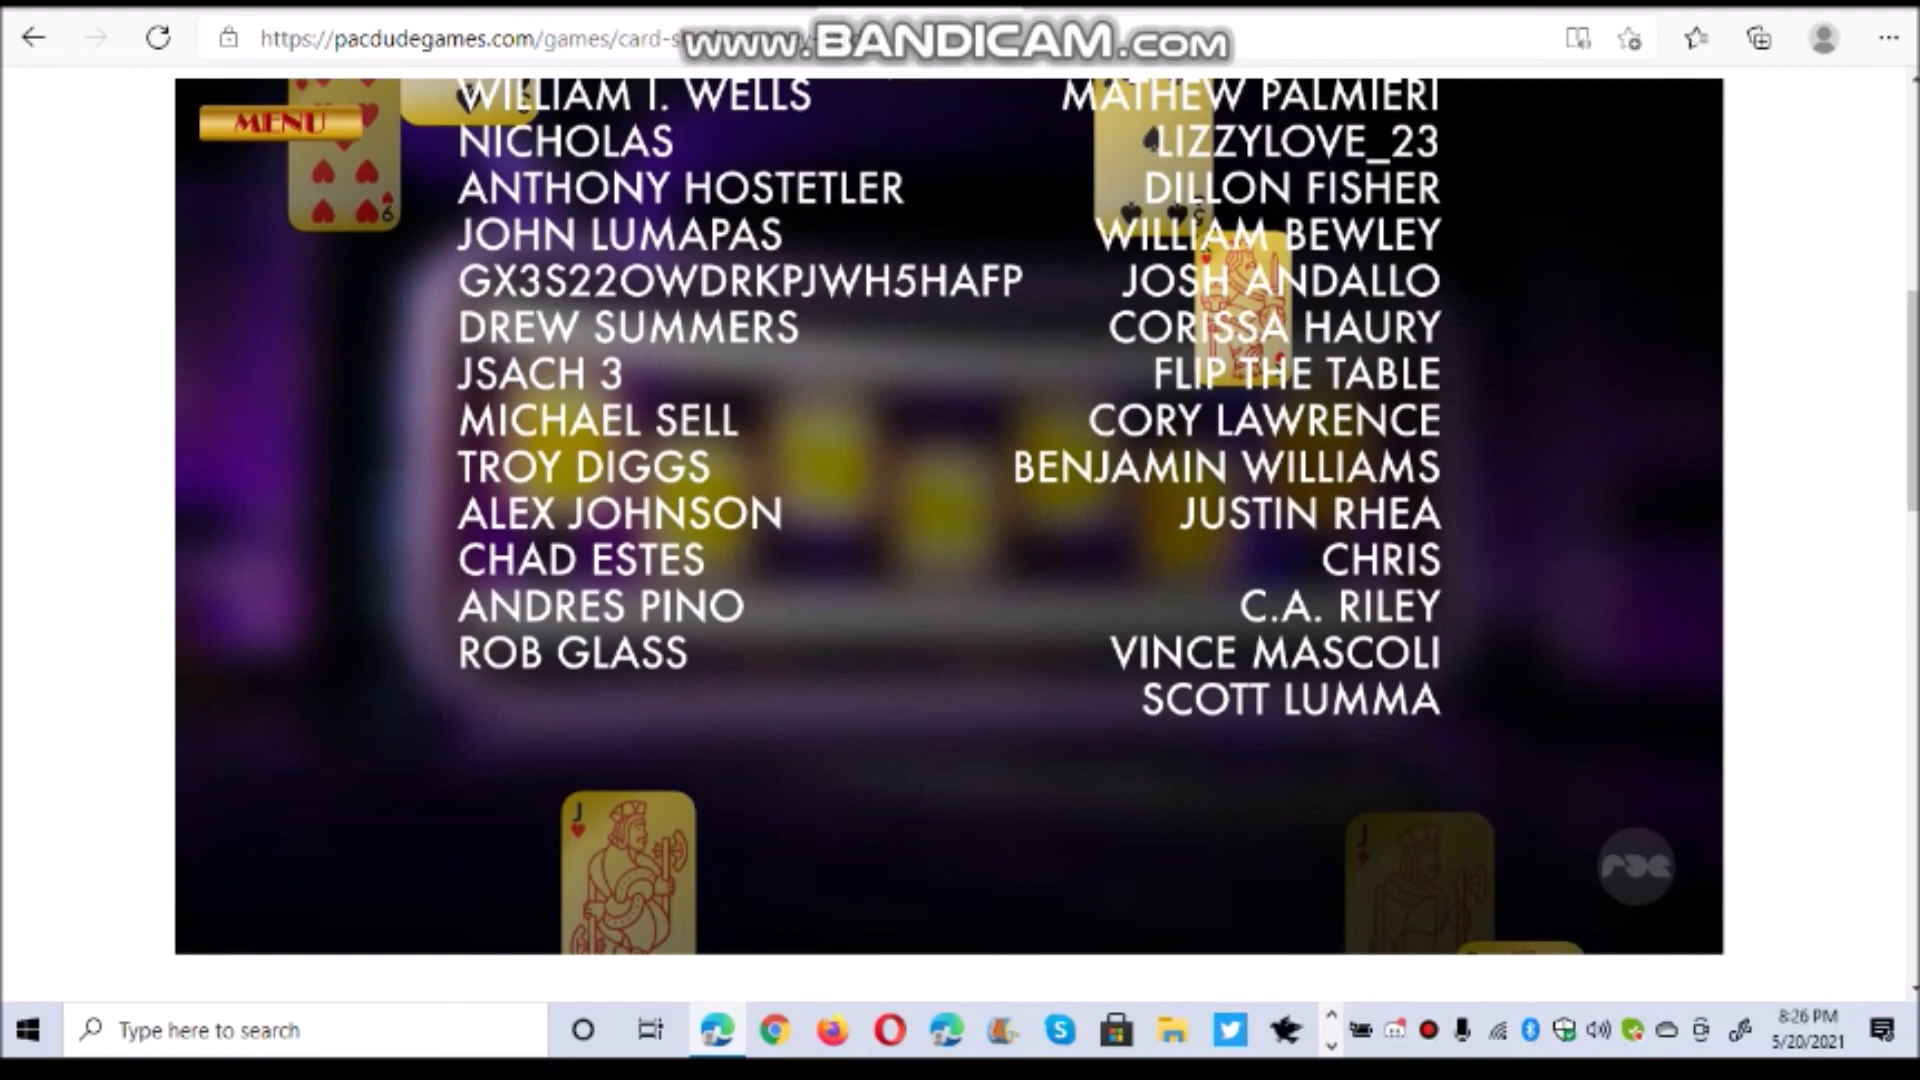 https://pacdudegames.com/games/card-s
www.BANDICAM.com
MENU
WILLIAM I. WELLS
MATHEW PALMIERI
NICHOLAS
LIZZYLOVE_23
ANTHONY HOSTETLER
DILLON FISHER
JOHN LUMAPAS
WILLIAM BEWLEY
GX3S22OWDRKPJWH5HAFP
JOSH ANDALLO
DREW SUMMERS
CORISSA HAURY
JSACH 3
FLIP THE TABLE
MICHAEL SELL
CORY LAWRENCE
TROY DIGGS
BENJAMIN WILLIAMS
ALEX JOHNSON
JUSTIN RHEA
CHAD ESTES
CHRIS
ANDRES PINO
C.A. RILEY
ROB GLASS
VINCE MASCOLI
SCOTT LUMMA
6
J
J
Type here to search
8:26 PM
5/20/2021